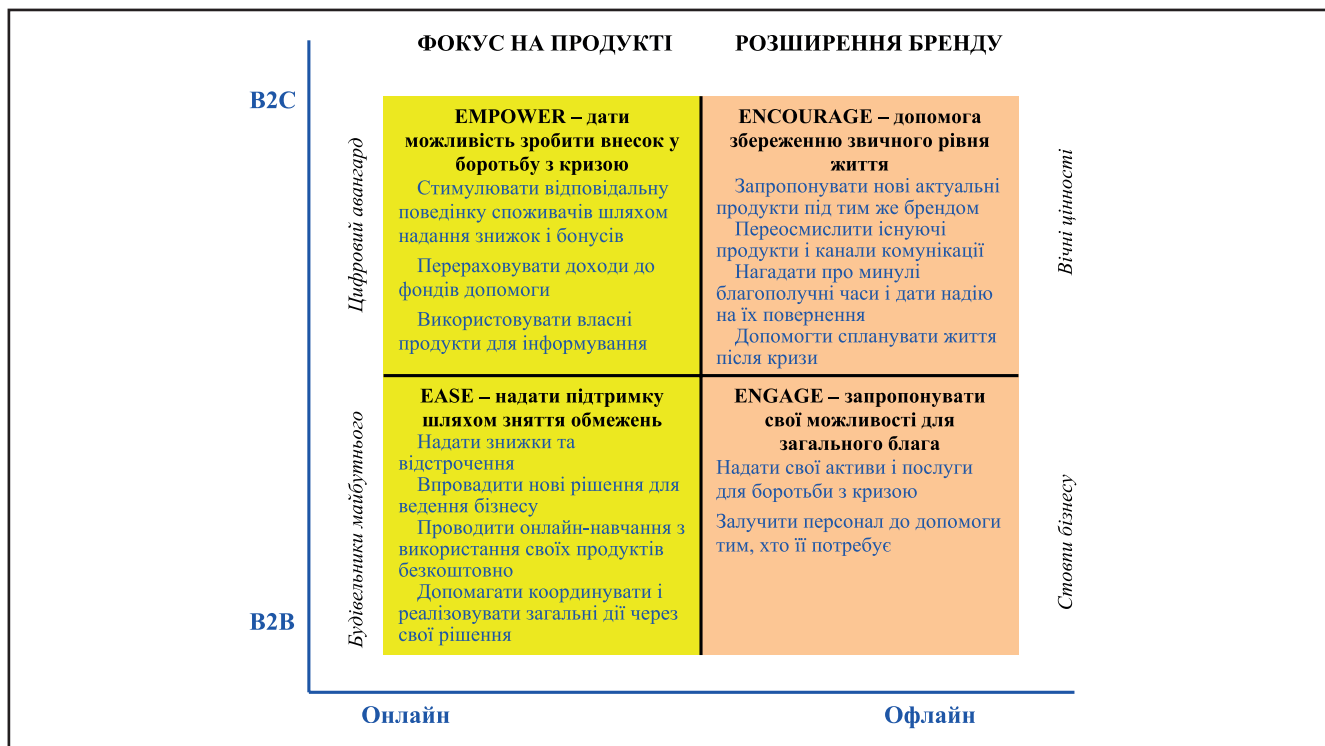 ФОКУС НА ПРОДУКТІ
РОЗШИРЕННЯ БРЕНДУ
B2C
Цифровий авангард
EMPOWER – дати
можливість зробити внесок у
боротьбу з кризою
Стимулювати відповідальну
поведінку споживачів шляхом
надання знижок і бонусів
Перераховувати доходи до
фондів допомоги
Використовувати власні
продукти для інформування
ENCOURAGE – допомога
збереженню звичного рівня
життя
Запропонувати нові актуальні
продукти під тим же брендом
Переосмислити існуючі
продукти і канали комунікації
Нагадати про минулі
благополучні часи і дати надію
на їх повернення
Допомогти спланувати життя
після кризи
Вічні цінності
Будівельники майбутнього
EASE – надати підтримку
шляхом зняття обмежень
Надати знижки та
відстрочення
Впровадити нові рішення для
ведення бізнесу
Проводити онлайн-навчання з
використання своїх продуктів
безкоштовно
Допомагати координувати і
реалізовувати загальні дії через
свої рішення
ENGAGE – запропонувати
свої можливості для
загального блага
Надати свої активи і послуги
для боротьби з кризою
Залучити персонал до допомоги
тим, хто її потребує
Стовпи бізнесу
B2B
Онлайн
Офлайн